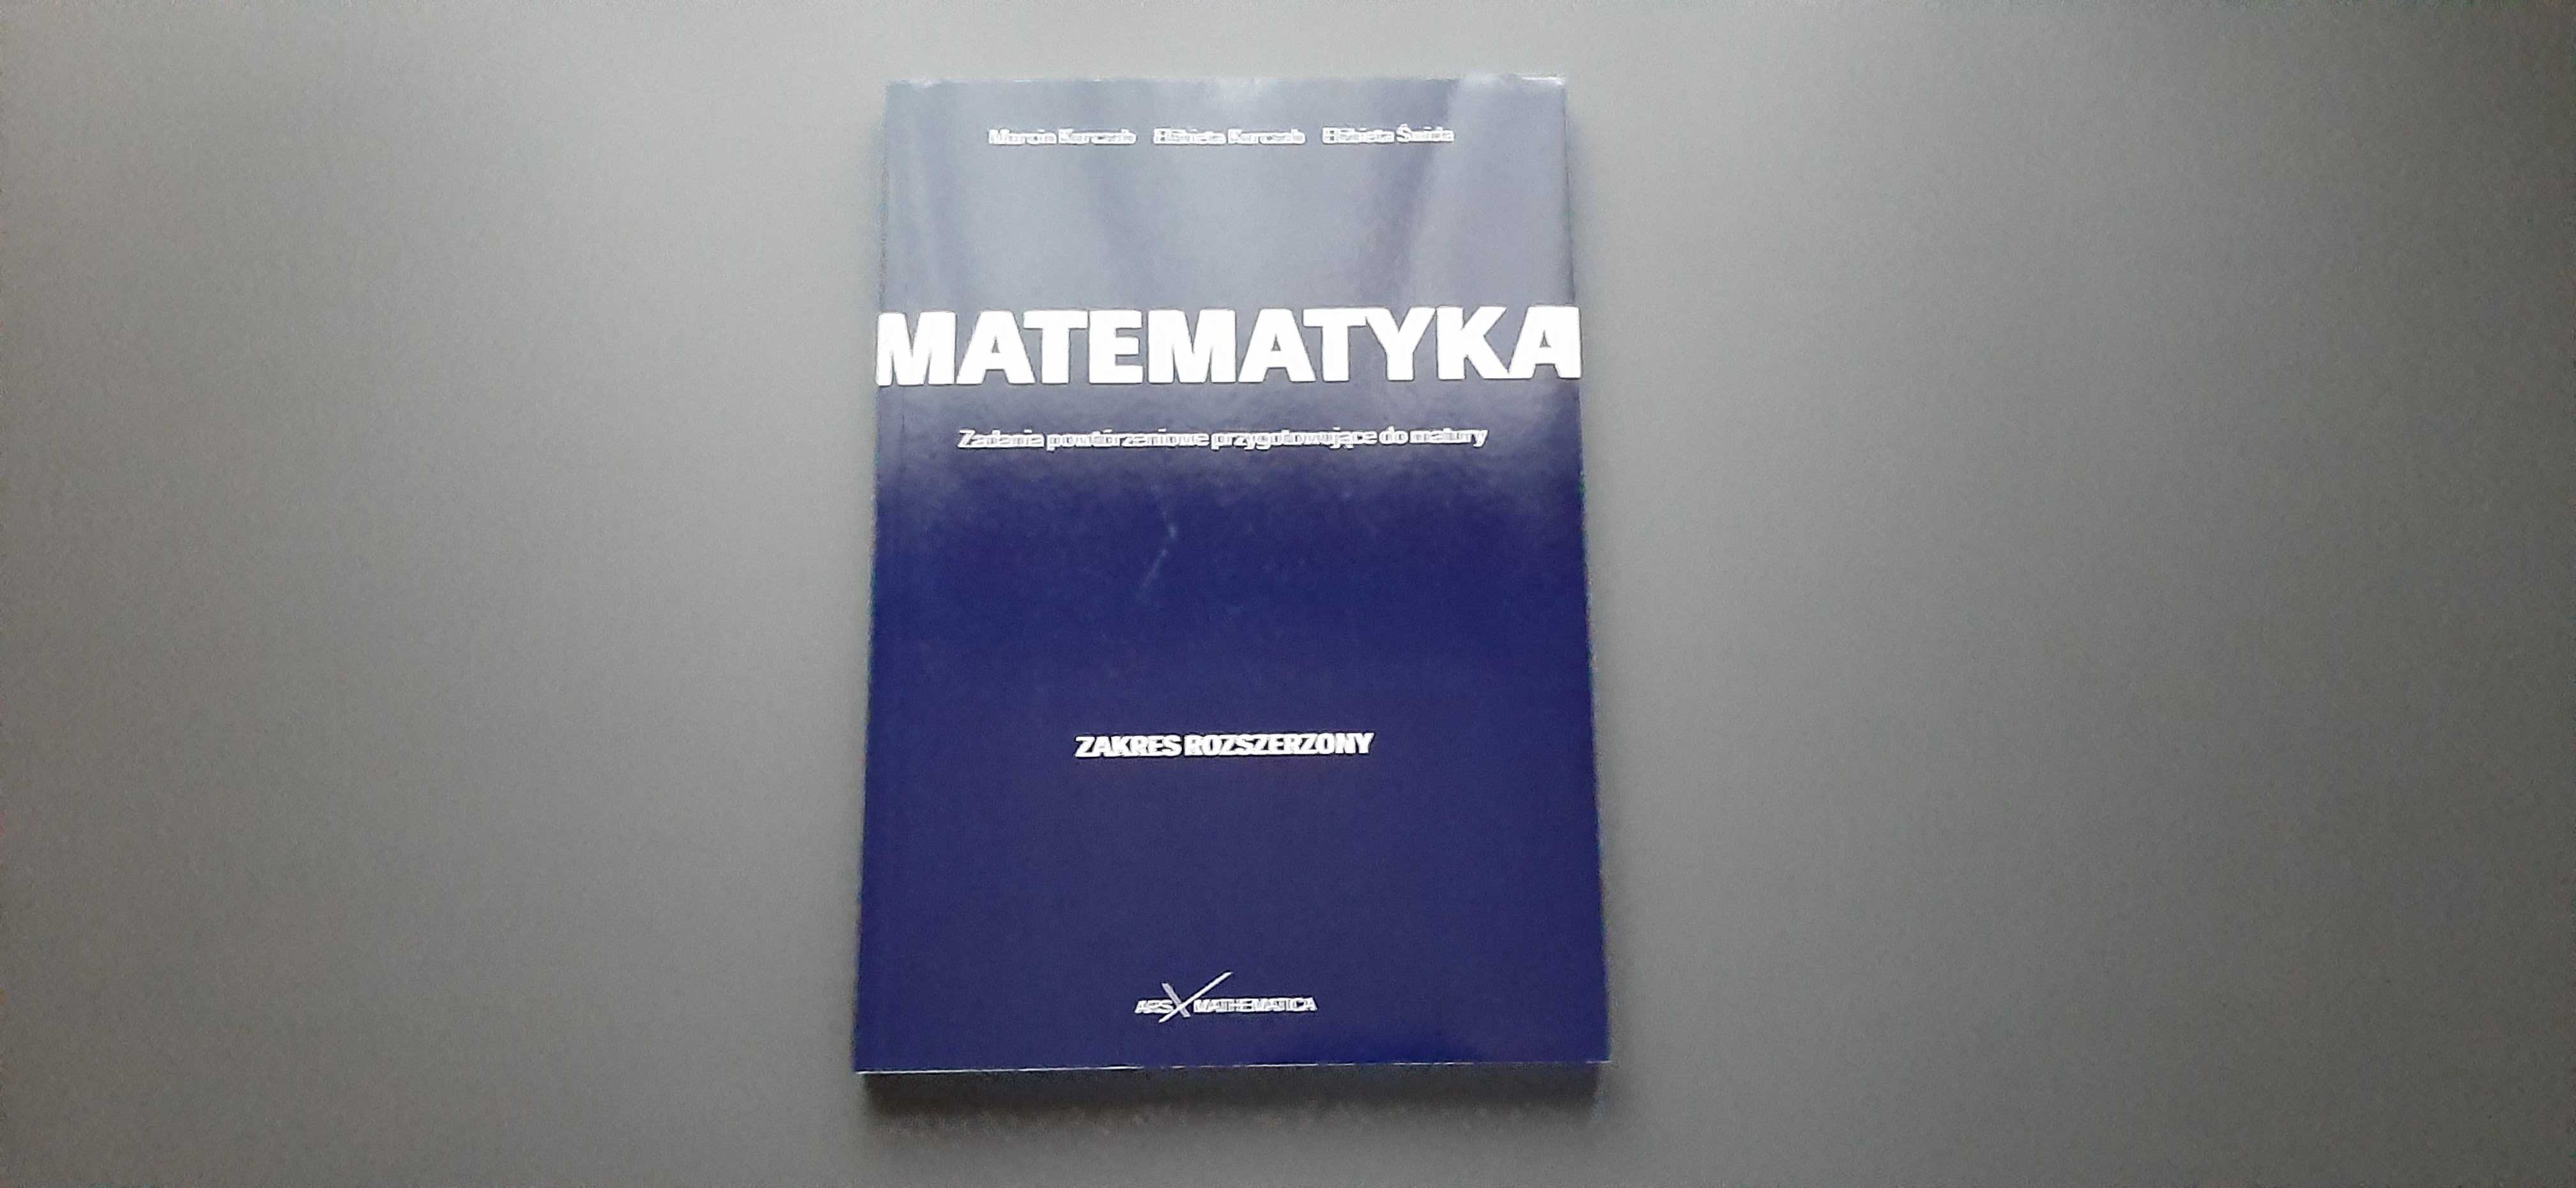 Marcin Kurczab Elżbieta Kurczab Elżbieta Świda
MATEMATYKA
Zadania powtórzeniowe przygotowujące do matury
ZAKRES ROZSZERZONY
ARS MATHEMATICA